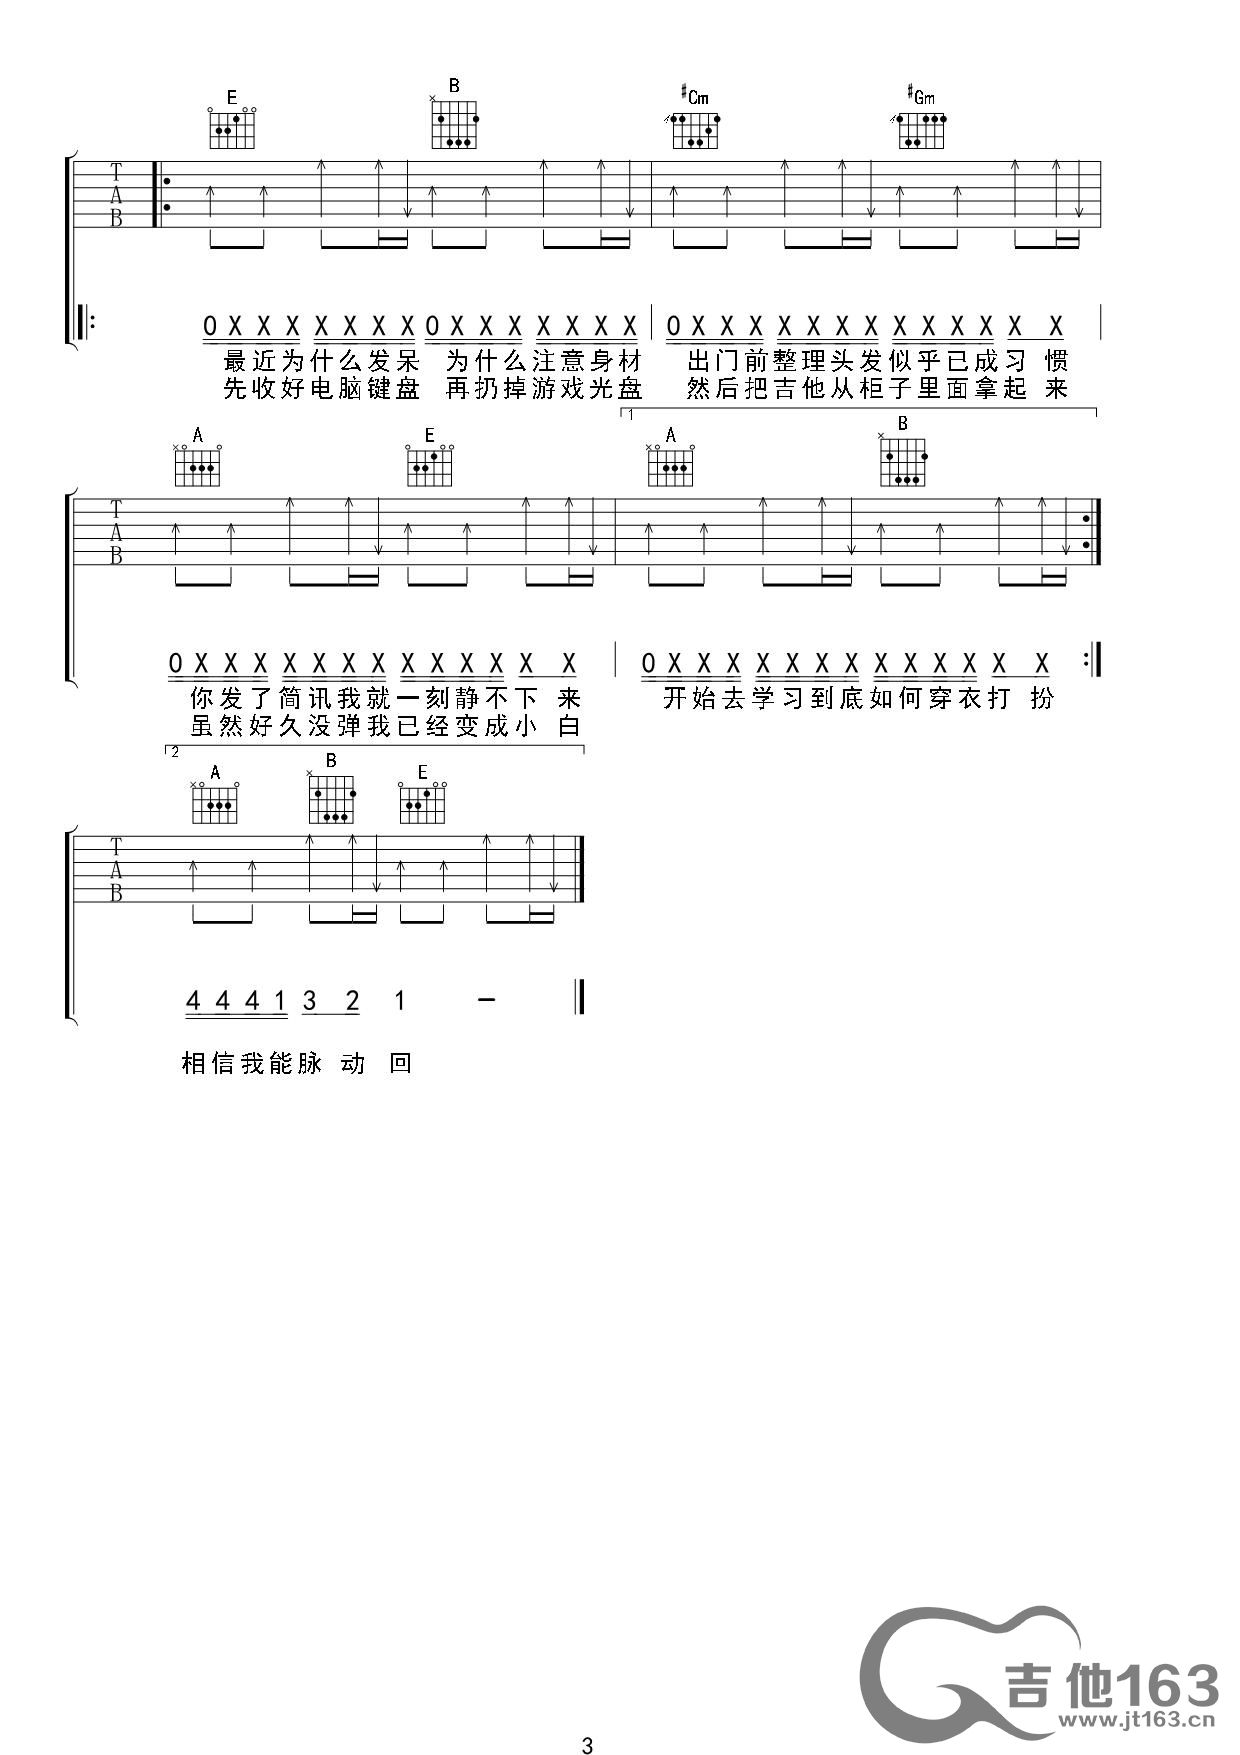 E B #Cm #Gm
T
A
B
0 X X X X X X X 0 X X X X X X X 0 X X X X X X X X X X X X X
最近为什么发呆 为什么注意身材 出门前整理头发似乎已成习惯
先收好电脑键盘 再扔掉游戏光盘 然后把吉他从柜子里面拿起来
1
A E A B
T
A
B
0 X X X X X X X X X X X X X 0 X X X X X X X X X X X X X
你发了简讯我就一刻静不下来 开始去学习到底如何穿衣打扮
虽然好久没弹我已经变成小白
2
A B E
T
A
B
4 4 4 1 3 2 1 -
相信我能脉动回
吉他163
www.jt163.cn
3